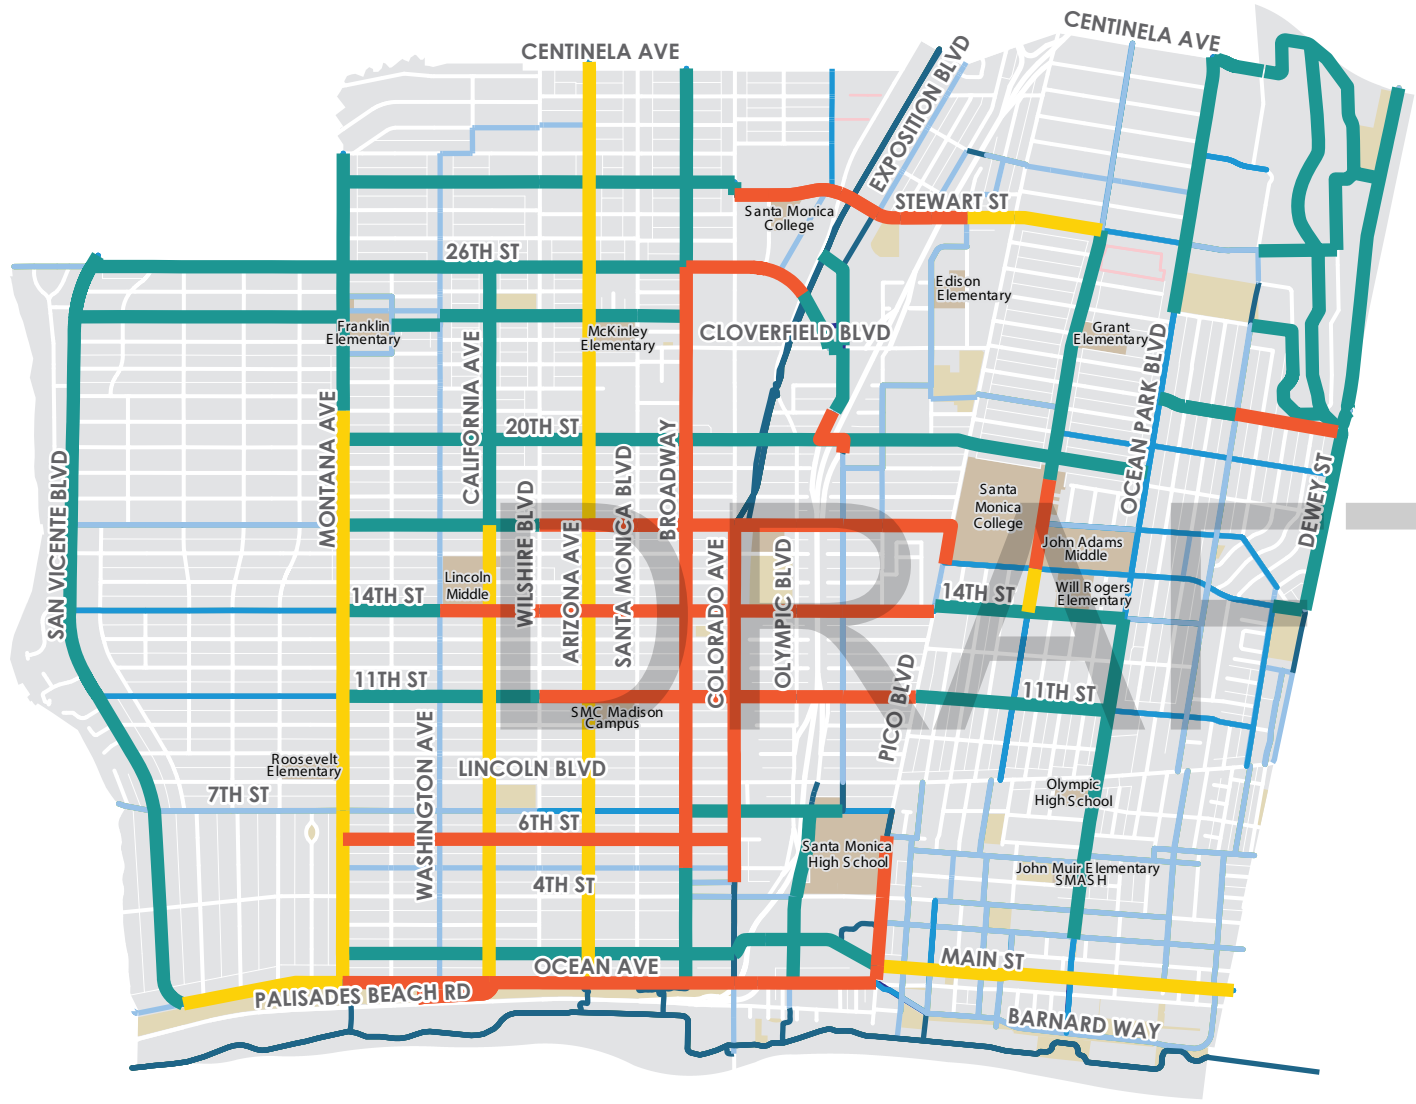 CENTINELA AVE
CENTINELA AVE
EXPOSITION BLVD
STEWART ST
Santa Monica
College
26TH ST
Edison
Elementary
Franklin
Elementary
McKinley
Elementary
CLOVERFIELD BLVD
Grant
Elementary
OCEAN PARK BLVD
MONTANA AVE
CALIFORNIA AVE
20TH ST
BROADWAY
SAN VICENTE BLVD
WILSHIRE BLVD
SANTA MONICA BLVD
ARIZONA AVE
DEWEY ST
Santa
Monica
College
DRAFT
John Adams
Middle
COLORADO AVE
OLYMPIC BLVD
Lincoln
Middle
14TH ST
14TH ST
Will Rogers
Elementary
11TH ST
11TH ST
PICO BLVD
SMC Madison
Campus
WASHINGTON AVE
Roosevelt
Elementary
LINCOLN BLVD
7TH ST
Olympic
High School
6TH ST
Santa Monica
High School
John Muir Elementary
SMASH
4TH ST
OCEAN AVE
MAIN ST
PALISADES BEACH RD
BARNARD WAY